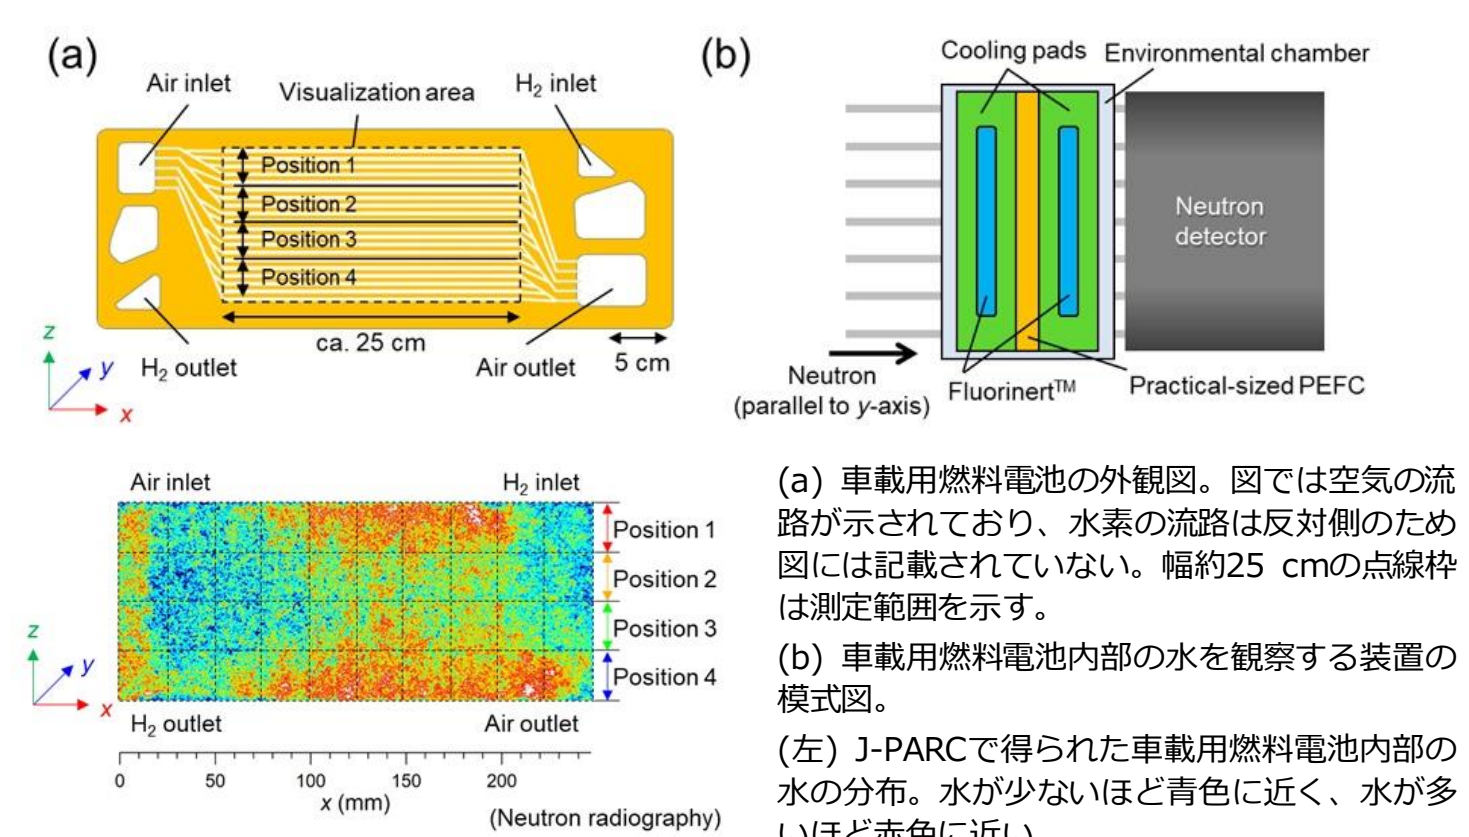 (a)
Air inlet
Visualization area
H2 inlet
Position 1
Position 2
Position 3
Position 4
ca. 25 cm
5 cm
H2 outlet
Air outlet
z
y
x
(b)
Cooling pads
Environmental chamber
Neutron
detector
Neutron
(parallel to y-axis)
Fluorinert™
Practical-sized PEFC
Air inlet
H2 inlet
Position 1
Position 2
Position 3
Position 4
z
y
x
H2 outlet
Air outlet
0 50 100 150 200
x (mm)
(Neutron radiography)
(a) 車載用燃料電池の外観図。図では空気の流
路が示されており、水素の流路は反対側のため
図には記載されていない。幅約25 cmの点線枠
は測定範囲を示す。
(b) 車載用燃料電池内部の水を観察する装置の
模式図。
(左) J-PARCで得られた車載用燃料電池内部の
水の分布。水が少ないほど青色に近く、水が多
いほど赤色に近い